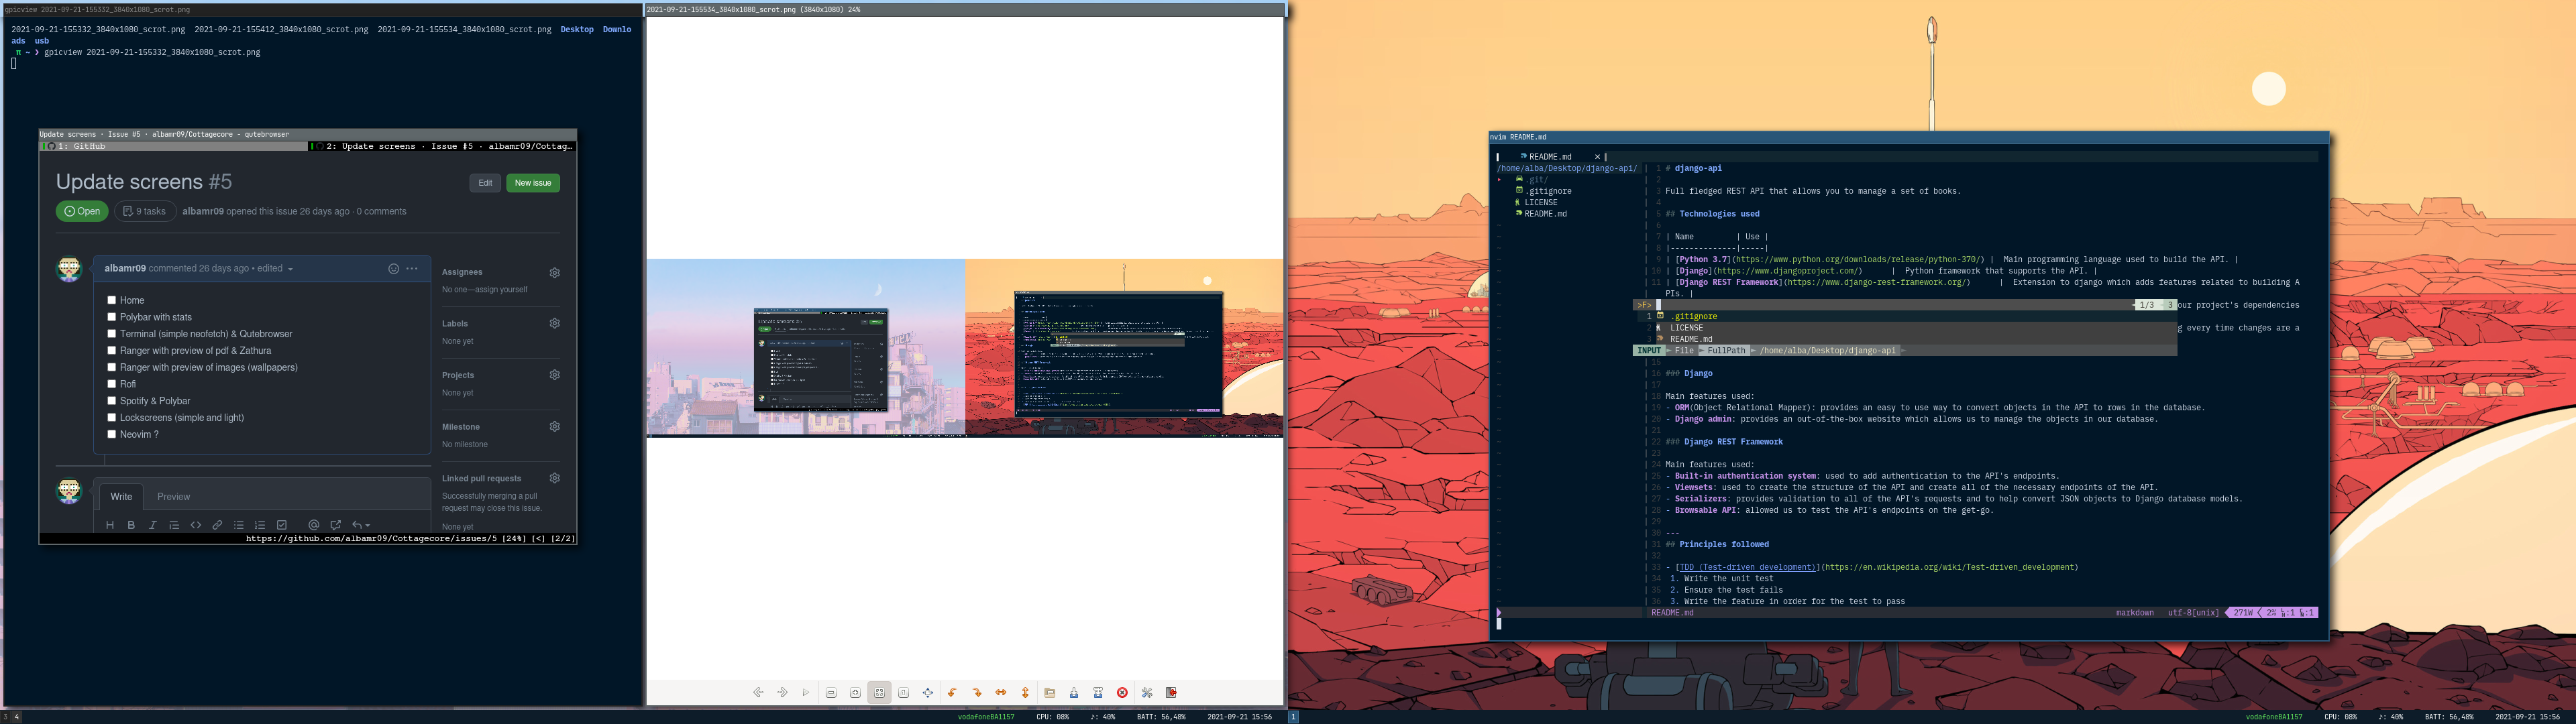 gpicview 2021-09-21-155332_3840x1080_scrot.png
2021-09-21-155332_3840x1080_scrot.png 2021-09-21-155412_3840x1080_scrot.png 2021-09-21-155534_3840x1080_scrot.png Desktop Downlo
ads usb
π ~ ❯ gpicview 2021-09-21-155332_3840x1080_scrot.png
Update screens · Issue #5 · albamr09/Cottagecore - qutebrowser
1: GitHub
2: Update screens · Issue #5 · albamr09/Cottag…
Update screens #5
Edit
New issue
Open
9 tasks
albamr09 opened this issue 26 days ago · 0 comments
albamr09 commented 26 days ago • edited
Home
Polybar with stats
Terminal (simple neofetch) & Qutebrowser
Ranger with preview of pdf & Zathura
Ranger with preview of images (wallpapers)
Rofi
Spotify & Polybar
Lockscreens (simple and light)
Neovim ?
Assignees
No one—assign yourself
Labels
None yet
Projects
None yet
Milestone
No milestone
Linked pull requests
Successfully merging a pull
request may close this issue.
None yet
Write
Preview
https://github.com/albamr09/Cottagecore/issues/5 [24%] [<] [2/2]
2021-09-21-155534_3840x1080_scrot.png (3840x1080) 24%
3 4
vodafoneBA1157 CPU: 08% ♪: 40% BATT: 56,48% 2021-09-21 15:56
nvim README.md
README.md ×
/home/alba/Desktop/django-api/
.git/
.gitignore
LICENSE
README.md
1 # django-api
2
3 Full fledged REST API that allows you to manage a set of books.
4
5 ## Technologies used
6
7 | Name | Use |
8 |--------------|-----|
9 | [Python 3.7](https://www.python.org/downloads/release/python-370/) | Main programming language used to build the API. |
10 | [Django](https://www.djangoproject.com/) | Python framework that supports the API. |
11 | [Django REST Framework](https://www.django-rest-framework.org/) | Extension to django which adds features related to building A
PIs. |
>F> 1/3 3 our project's dependencies
1 .gitignore
2 LICENSE g every time changes are a
3 README.md
INPUT File FullPath /home/alba/Desktop/django-api
15
16 ### Django
17
18 Main features used:
19 - ORM(Object Relational Mapper): provides an easy to use way to convert objects in the API to rows in the database.
20 - Django admin: provides an out-of-the-box website which allows us to manage the objects in our database.
21
22 ### Django REST Framework
23
24 Main features used:
25 - Built-in authentication system: used to add authentication to the API's endpoints.
26 - Viewsets: used to create the structure of the API and create all of the necessary endpoints of the API.
27 - Serializers: provides validation to all of the API's requests and to help convert JSON objects to Django database models.
28 - Browsable API: allowed us to test the API's endpoints on the get-go.
29
30 ---
31 ## Principles followed
32
33 - [TDD (Test-driven development)](https://en.wikipedia.org/wiki/Test-driven_development)
34 1. Write the unit test
35 2. Ensure the test fails
36 3. Write the feature in order for the test to pass
README.md markdown utf-8[unix] 271W 2% ㏑:1 ℅:1
1
vodafoneBA1157 CPU: 08% ♪: 40% BATT: 56,48% 2021-09-21 15:56